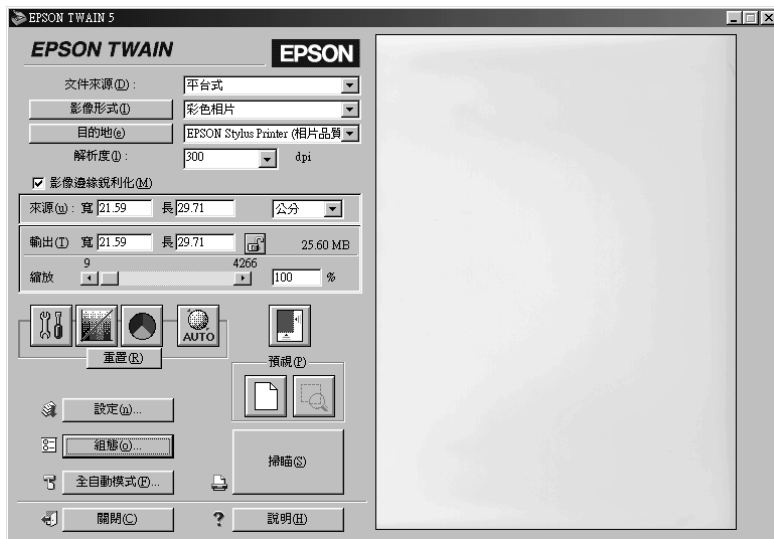 EPSON TWAIN 5
EPSON TWAIN EPSON
文件來源(D) : 平台式
影像形式(I) 彩色相片
目的地(e) EPSON Stylus Printer (相片品質
解析度(I) : 300 dpi
影像邊緣銳利化(M)
來源(u) : 寬 21.59 長 29.71 公分
輸出(T) 寬 21.59 長 29.71 25.60 MB
9 4266
縮放 100 %
AUTO
重置(R)
預視(P)
設定(n)...
組態(o)...
掃瞄(S)
全自動模式(F)...
關閉(C) ? 說明(H)